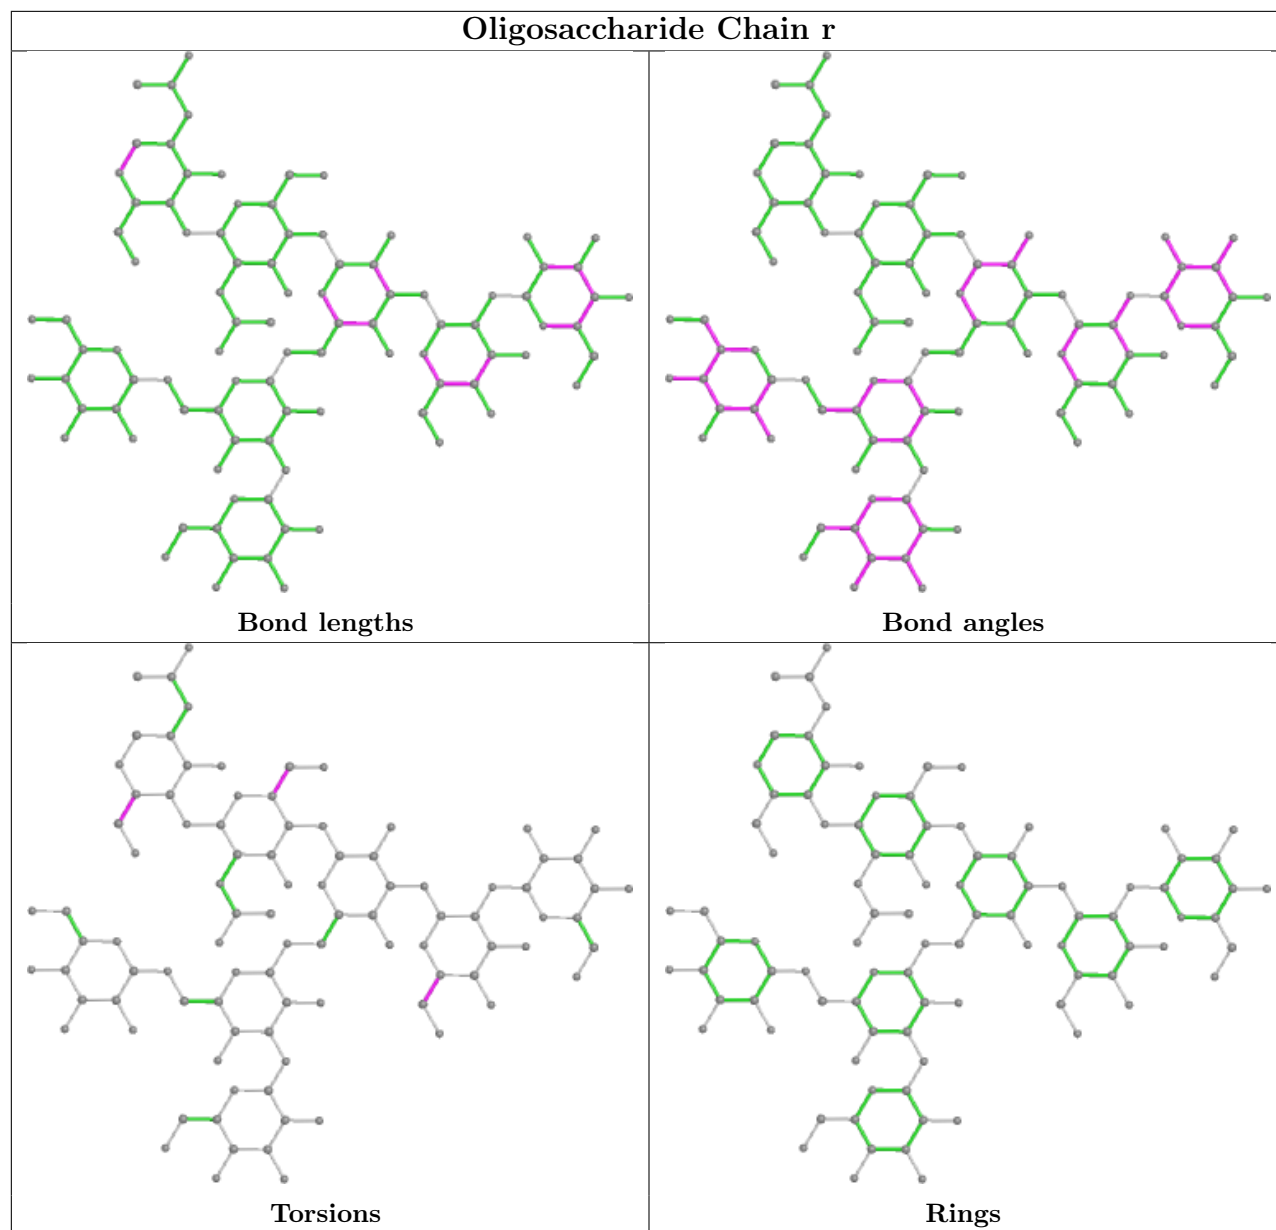 Oligosaccharide Chain r
Bond lengths
Bond angles
Torsions
Rings